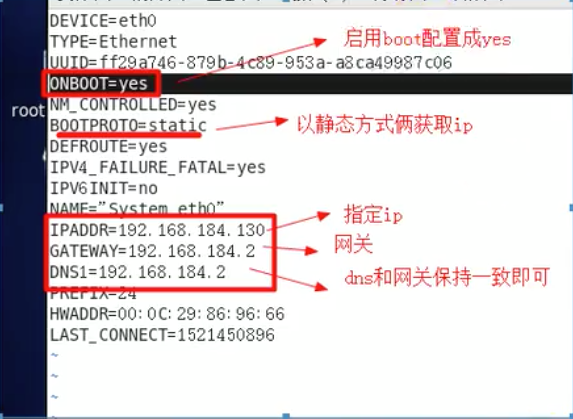 DEVICE=eth0
TYPE=Ethernet
启用boot配置成yes
UUID=ff29a746-879b-4c89-953a-a8ca49987c06
ONBOOT=yes
root
NM_CONTROLLED=yes
BOOTPROTO=static
以静态方式俩获取ip
DEFROUTE=yes
IPV4_FAILURE_FATAL=yes
IPV6INIT=no
NAME="System eth0"
IPADDR=192.168.184.130
指定ip
GATEWAY=192.168.184.2
网关
DNS1=192.168.184.2
dns和网关保持一致即可
PREFIX=24
HWADDR=00:0C:29:86:96:66
LAST_CONNECT=1521450896
~
~
~
~